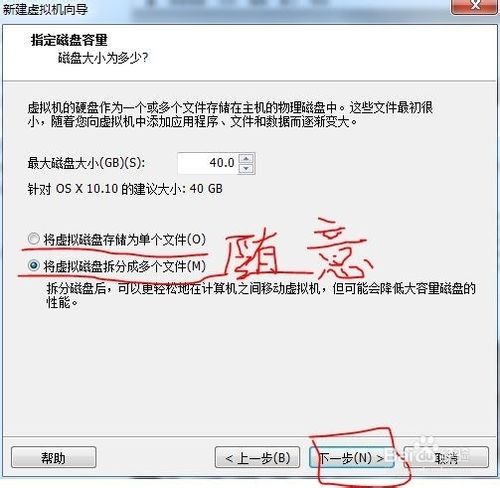 新建虚拟机向导
指定磁盘容量
磁盘大小为多少?
虚拟机的硬盘作为一个或多个文件存储在主机的物理磁盘中。这些文件最初很
小，随着您向虚拟机中添加应用程序、文件和数据而逐渐变大。
最大磁盘大小(GB)(S): 40.0
针对 OS X 10.10 的建议大小: 40 GB
将虚拟磁盘存储为单个文件(O)
将虚拟磁盘拆分成多个文件(M)
随意
拆分磁盘后，可以更轻松地在计算机之间移动虚拟机，但可能会降低大容量磁盘的
性能。
帮助 < 上一步(B) 下一步(N) > 取消
Baidu经验